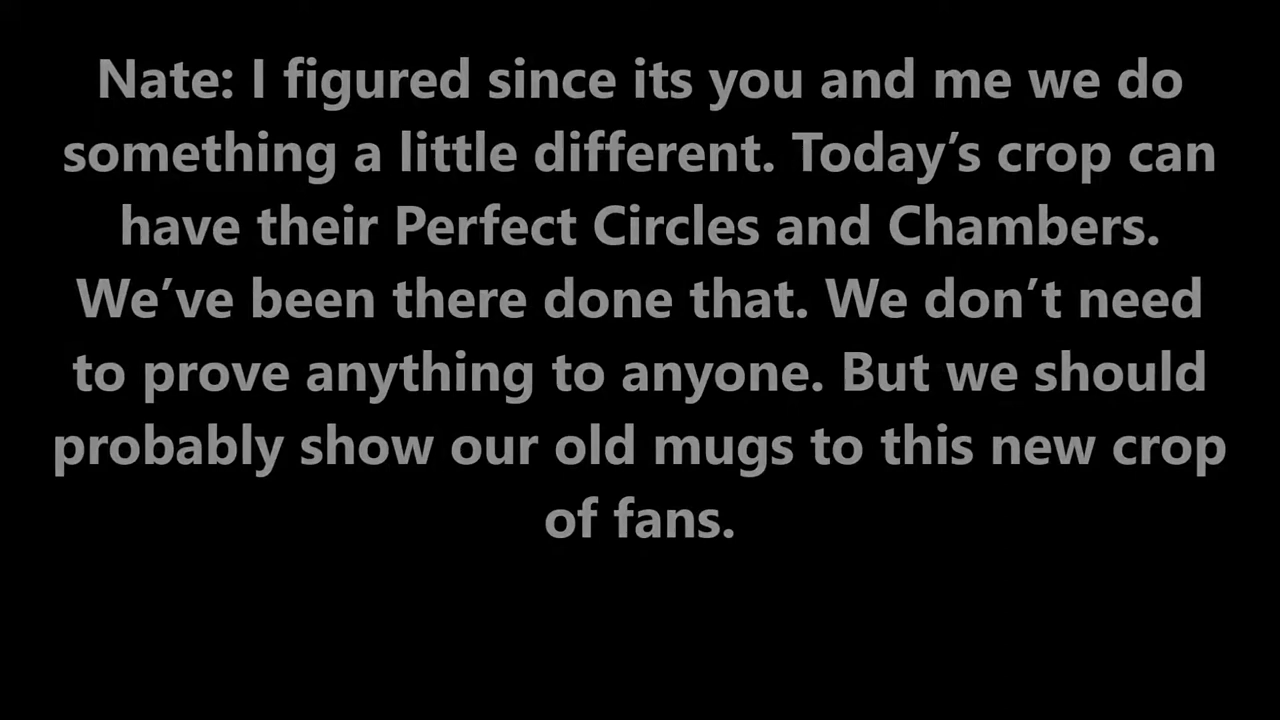 Nate: I figured since its you and me we do
something a little different. Today’s crop can
have their Perfect Circles and Chambers.
We’ve been there done that. We don’t need
to prove anything to anyone. But we should
probably show our old mugs to this new crop
of fans.